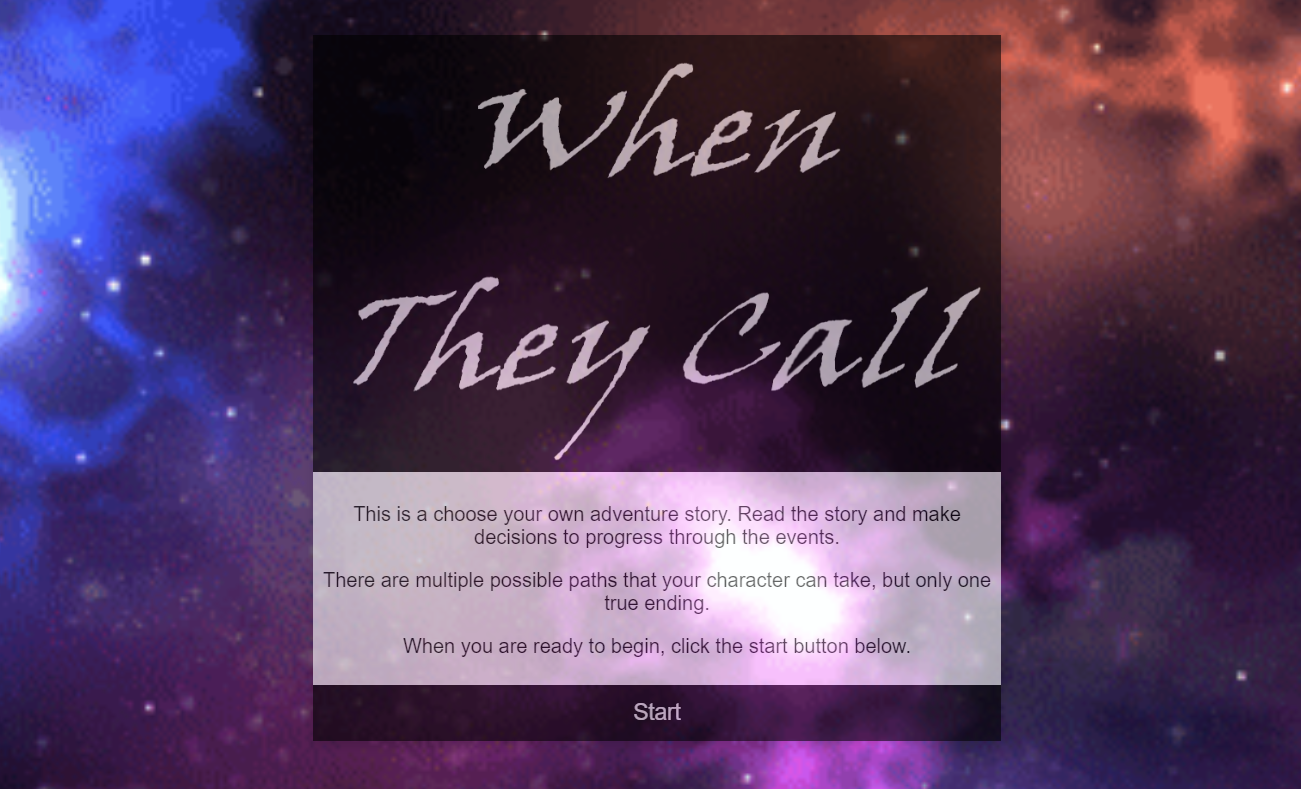 When
They Call
This is a choose your own adventure story. Read the story and make
decisions to progress through the events.
There are multiple possible paths that your character can take, but only one
true ending.
When you are ready to begin, click the start button below.
Start